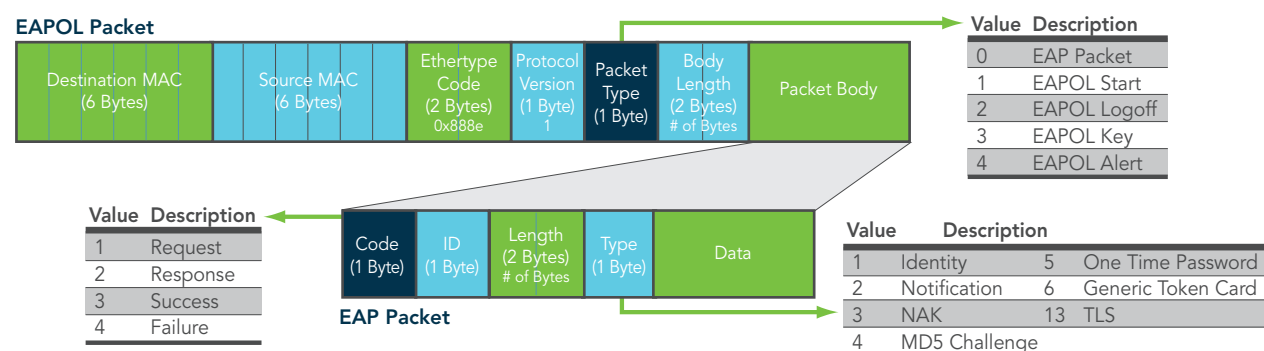 EAPOL Packet
Destination MAC
(6 Bytes)
Source MAC
(6 Bytes)
Ethertype
Code
(2 Bytes)
0x888e
Protocol
Version
(1 Byte)
1
Packet
Type
(1 Byte)
Body
Length
(2 Bytes)
# of Bytes
Packet Body
Value Description
0 EAP Packet
1 EAPOL Start
2 EAPOL Logoff
3 EAPOL Key
4 EAPOL Alert
Value Description
1 Request
2 Response
3 Success
4 Failure
Code
(1 Byte)
ID
(1 Byte)
Length
(2 Bytes)
# of Bytes
Type
(1 Byte)
Data
EAP Packet
Value Description
1 Identity 5 One Time Password
2 Notification 6 Generic Token Card
3 NAK 13 TLS
4 MD5 Challenge